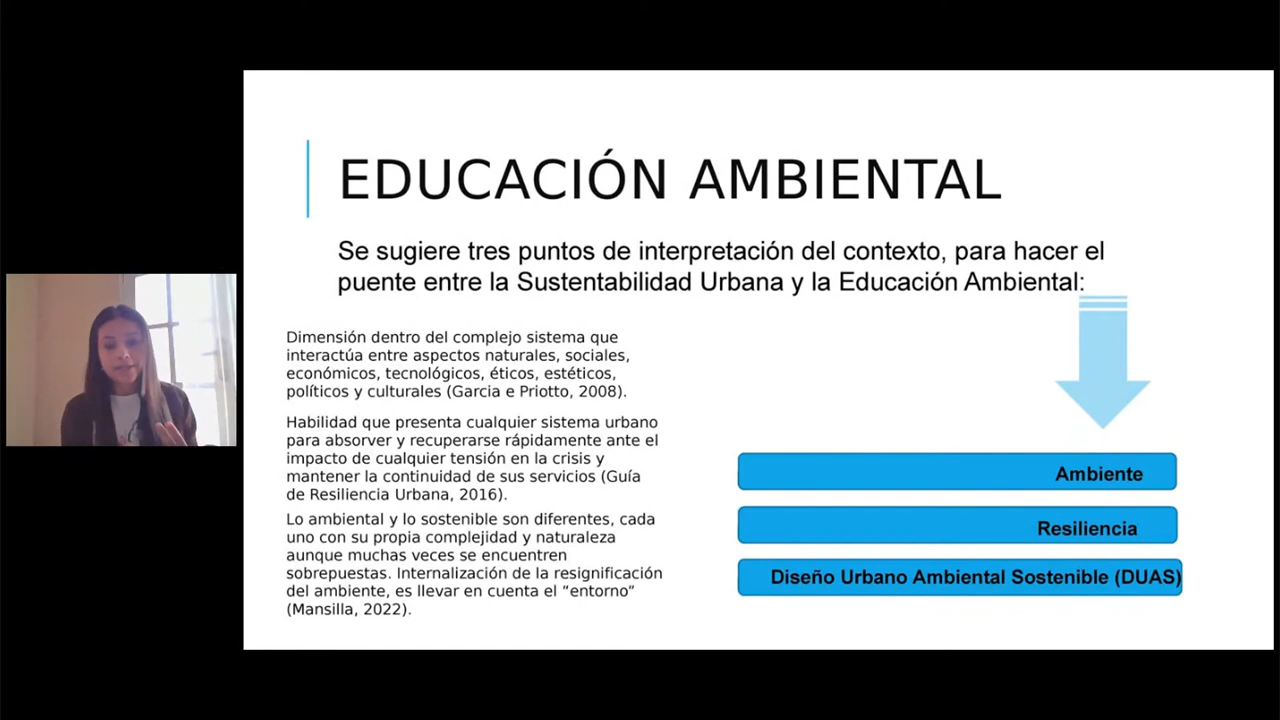 EDUCACIÓN AMBIENTAL
Se sugiere tres puntos de interpretación del contexto, para hacer el
puente entre la Sustentabilidad Urbana y la Educación Ambiental:
Dimensión dentro del complejo sistema que
interactúa entre aspectos naturales, sociales,
económicos, tecnológicos, éticos, estéticos,
políticos y culturales (Garcia e Priotto, 2008).
Habilidad que presenta cualquier sistema urbano
para absorver y recuperarse rápidamente ante el
impacto de cualquier tensión en la crisis y
mantener la continuidad de sus servicios (Guía
de Resiliencia Urbana, 2016).
Lo ambiental y lo sostenible son diferentes, cada
uno con su propia complejidad y naturaleza
aunque muchas veces se encuentren
sobrepuestas. Internalización de la resignificación
del ambiente, es llevar en cuenta el “entorno”
(Mansilla, 2022).
Ambiente
Resiliencia
Diseño Urbano Ambiental Sostenible (DUAS)